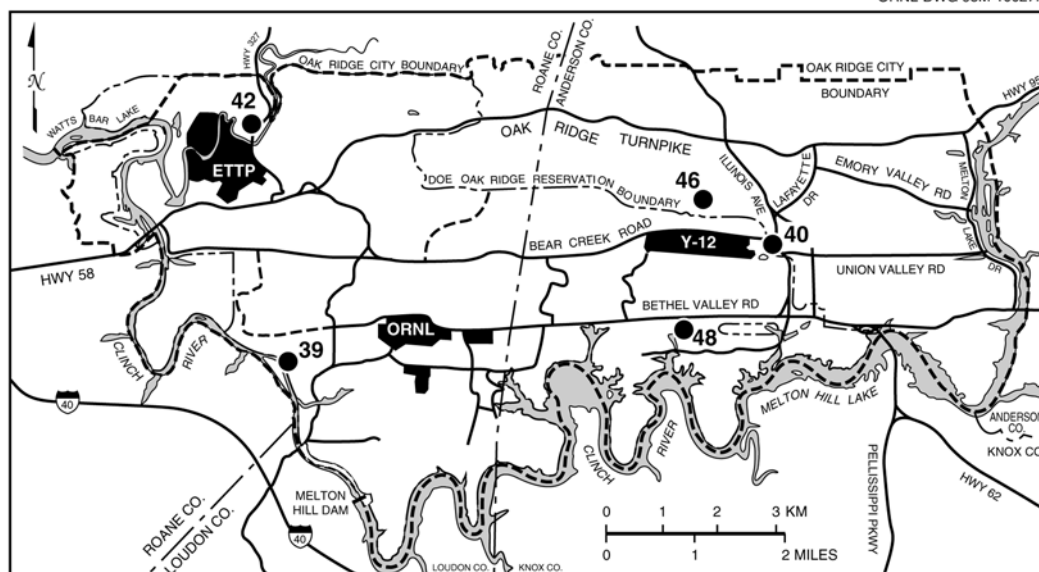 HWY 327
ROANE CO.
ANDERSON CO.
OAK RIDGE CITY BOUNDARY
OAK RIDGE CITY
BOUNDARY
HWY 95
N
42
WATTS BAR LAKE
ETTP
OAK RIDGE TURNPIKE
ILLINOIS AVE
LAFAYETTE DR
EMORY VALLEY RD
MELTON LAKE DR
DOE OAK RIDGE RESERVATION BOUNDARY
46
BEAR CREEK ROAD
Y-12
40
HWY 58
UNION VALLEY RD
BETHEL VALLEY RD
ORNL
48
39
CLINCH RIVER
40
MELTON HILL LAKE
ANDERSON CO.
KNOX CO.
CLINCH RIVER
PELLISSIPPI PKWY
HWY 62
ROANE CO.
LOUDON CO.
MELTON HILL DAM
40
0 1 2 3 KM
0 1 2 MILES
LOUDON CO.
KNOX CO.